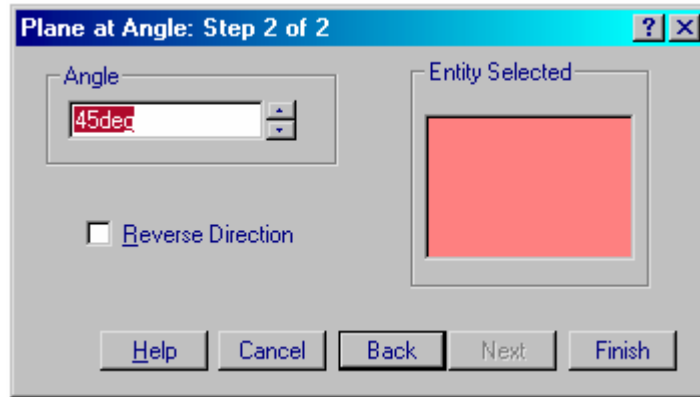 Plane at Angle: Step 2 of 2
Angle
45deg
Entity Selected
Reverse Direction
Help Cancel Back Next Finish